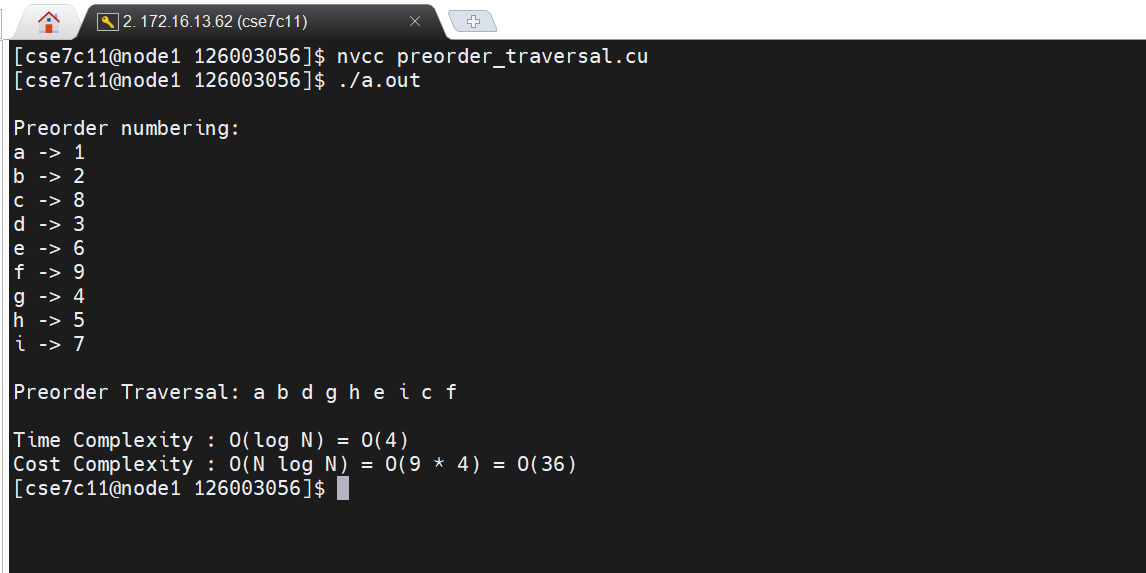 2. 172.16.13.62 (cse7c11)
[cse7c11@node1 126003056]$ nvcc preorder_traversal.cu
[cse7c11@node1 126003056]$ ./a.out
Preorder numbering:
a -> 1
b -> 2
c -> 8
d -> 3
e -> 6
f -> 9
g -> 4
h -> 5
i -> 7
Preorder Traversal: a b d g h e i c f
Time Complexity : O(log N) = O(4)
Cost Complexity : O(N log N) = O(9 * 4) = O(36)
[cse7c11@node1 126003056]$